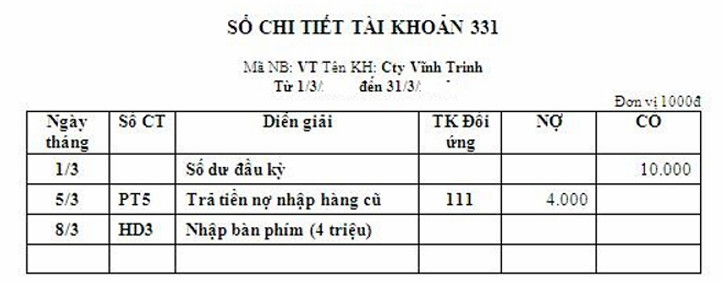 SỔ CHI TIẾT TÀI KHOẢN 331
Mã NB: VT Tên KH: Cty Vĩnh Trinh
Từ 1/3/ đến 31/3/
Đơn vị 1000đ
Ngày tháng Số CT Diễn giải TK Đối ứng NỢ CÓ
1/3 Số dư đầu kỳ 10.000
5/3 PT5 Trả tiền nợ nhập hàng cũ 111 4.000
8/3 HD3 Nhập bàn phím (4 triệu)